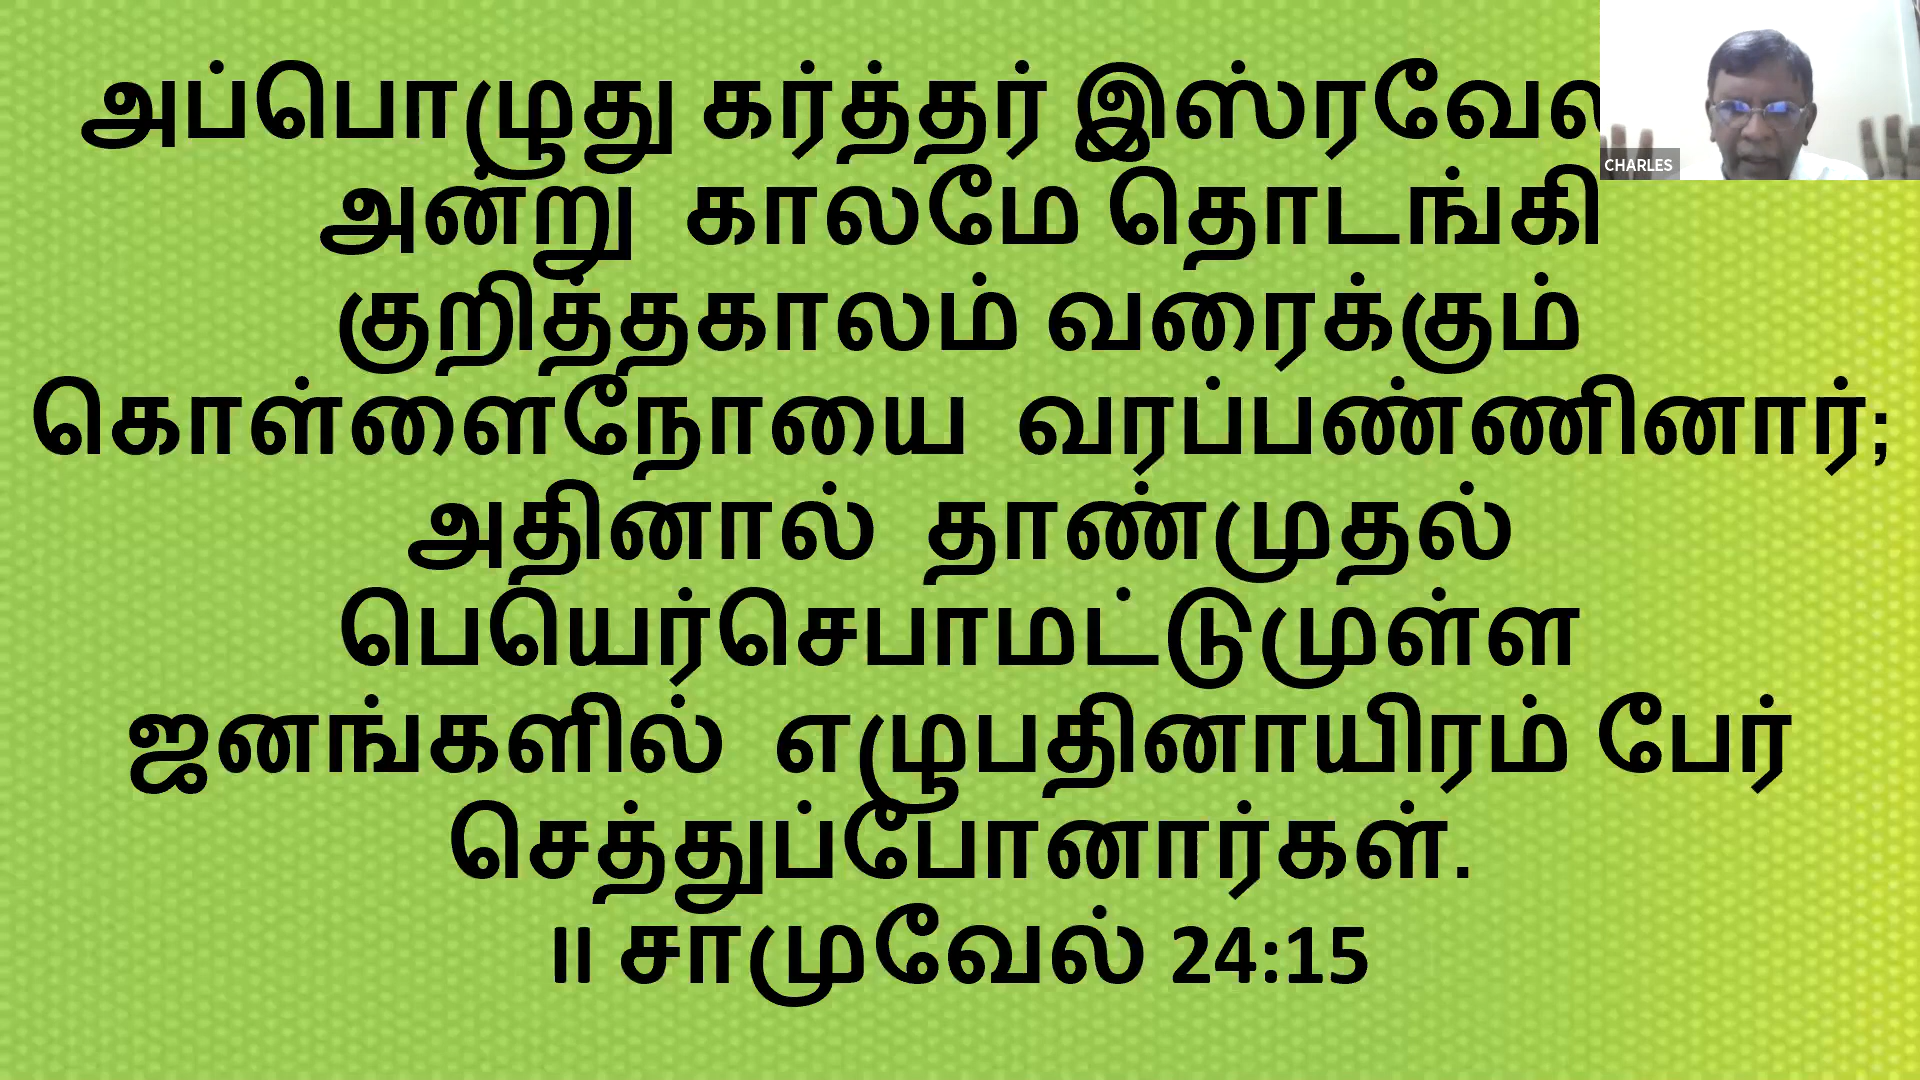 அப்பொழுது கர்த்தர்
CHARLES
அன்று காலமே தொடங்கி
குறித்தகாலம் வரைக்கும்
கொள்ளைநோயை வரப்பண்ணினார்;
அதினால் தாண்முதல்
பெயெர்செபாமட்டுமுள்ள
ஜனங்களில் எழுபதினாயிரம் பேர்
செத்துப்போனார்கள்.
II சாமுவேல் 24:15